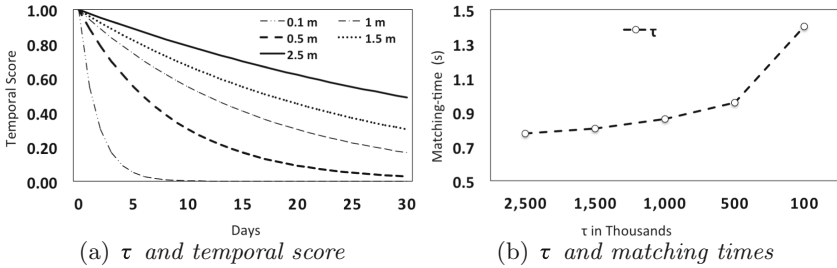 1.00
0.80
0.60
0.40
0.20
0.00
Temporal Score
0.1 m
1 m
0.5 m
1.5 m
2.5 m
0 5 10 15 20 25 30
Days
(a) τ and temporal score
1.5
1.3
1.1
0.9
0.7
0.5
Matching-time (s)
τ
2,500 1,500 1,000 500 100
τ in Thousands
(b) τ and matching times